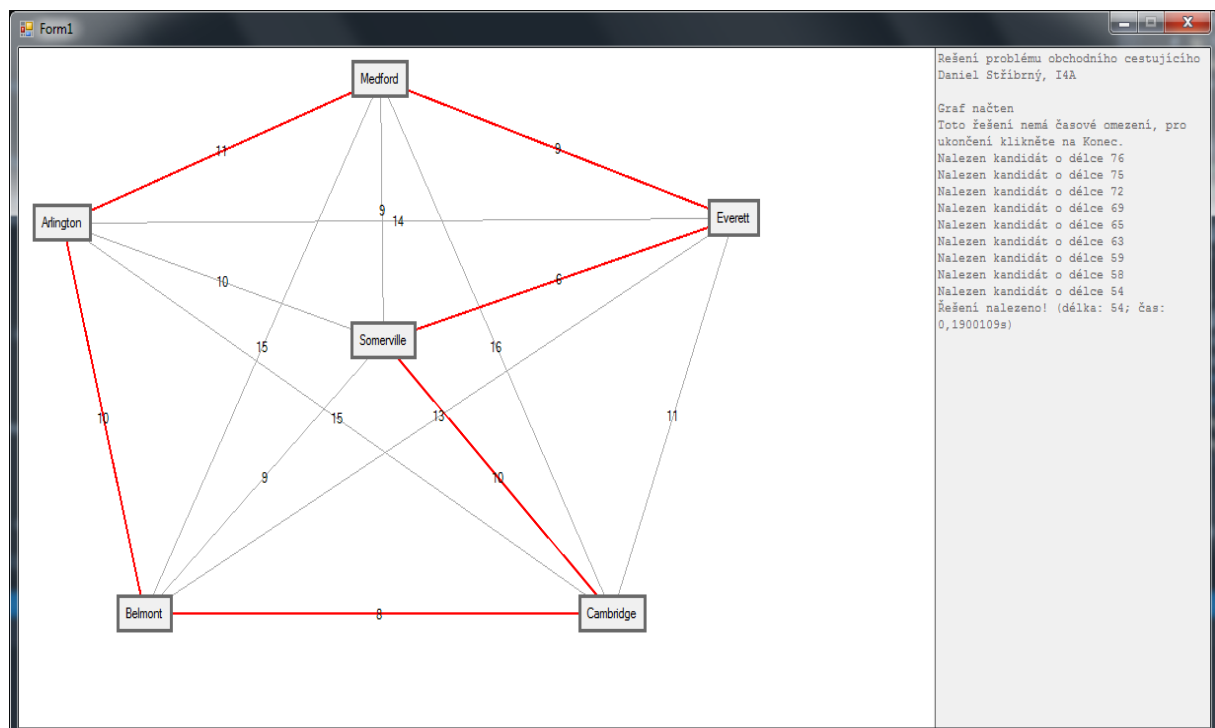 Form1
Řešení problému obchodního cestujícího
Daniel Stříbrný, I4A
Graf načten
Toto řešení nemá časové omezení, pro
ukončení klikněte na Konec.
Nalezen kandidát o délce 76
Nalezen kandidát o délce 75
Nalezen kandidát o délce 72
Nalezen kandidát o délce 69
Nalezen kandidát o délce 65
Nalezen kandidát o délce 63
Nalezen kandidát o délce 59
Nalezen kandidát o délce 58
Nalezen kandidát o délce 54
Řešení nalezeno! (délka: 54; čas:
0,1900109s)
Medford
11
9
Arlington
9
14
Everett
10
6
Somerville
15
16
10
15
13
11
9
10
Belmont
8
Cambridge